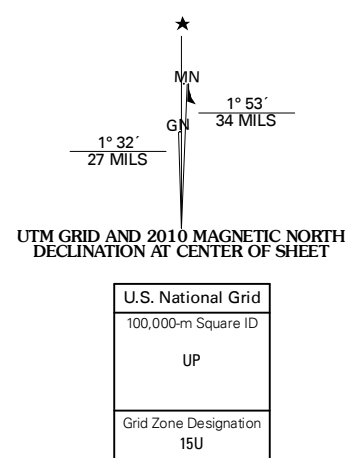 ★
MN
1° 53´
34 MILS
GN
1° 32´
27 MILS
UTM GRID AND 2010 MAGNETIC NORTH
DECLINATION AT CENTER OF SHEET
U.S. National Grid
100,000-m Square ID
UP
Grid Zone Designation
15U